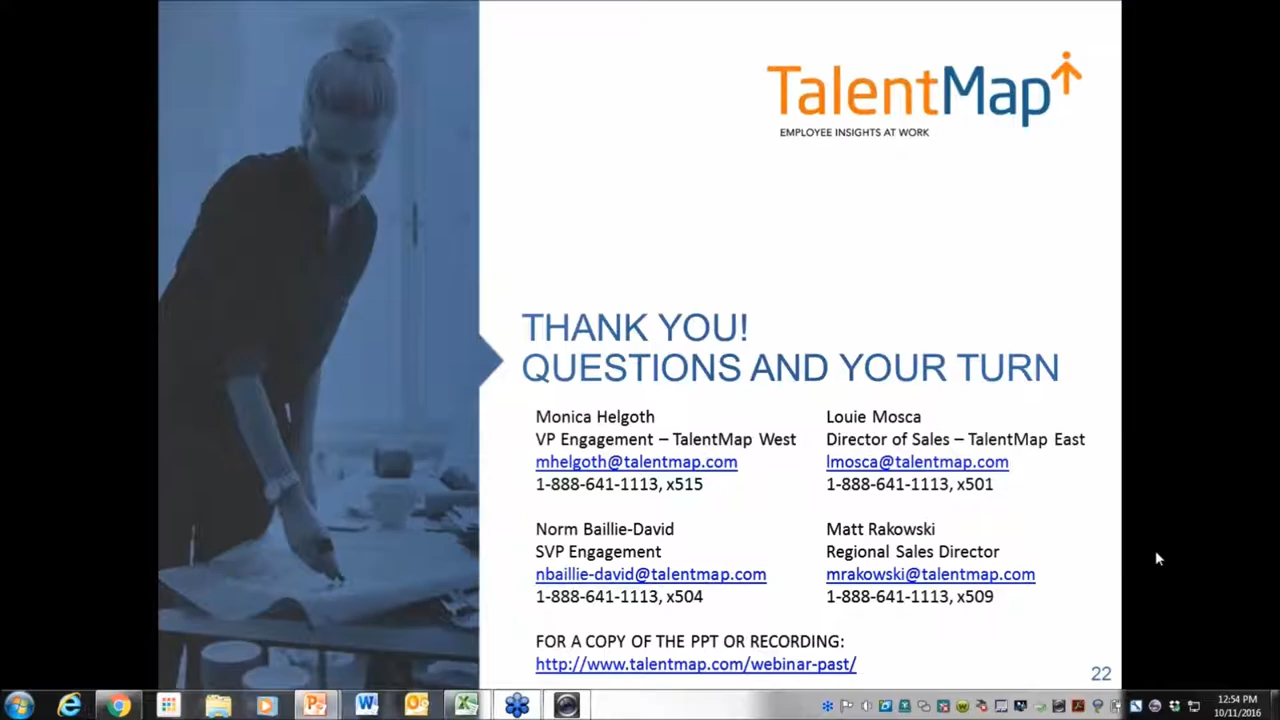 TalentMap
EMPLOYEE INSIGHTS AT WORK
THANK YOU!
QUESTIONS AND YOUR TURN
Monica Helgoth
VP Engagement – TalentMap West
mhelgoth@talentmap.com
1-888-641-1113, x515
Louie Mosca
Director of Sales – TalentMap East
lmosca@talentmap.com
1-888-641-1113, x501
Norm Baillie-David
SVP Engagement
nbaillie-david@talentmap.com
1-888-641-1113, x504
Matt Rakowski
Regional Sales Director
mrakowski@talentmap.com
1-888-641-1113, x509
FOR A COPY OF THE PPT OR RECORDING:
http://www.talentmap.com/webinar-past/
22
12:54 PM
10/11/2016